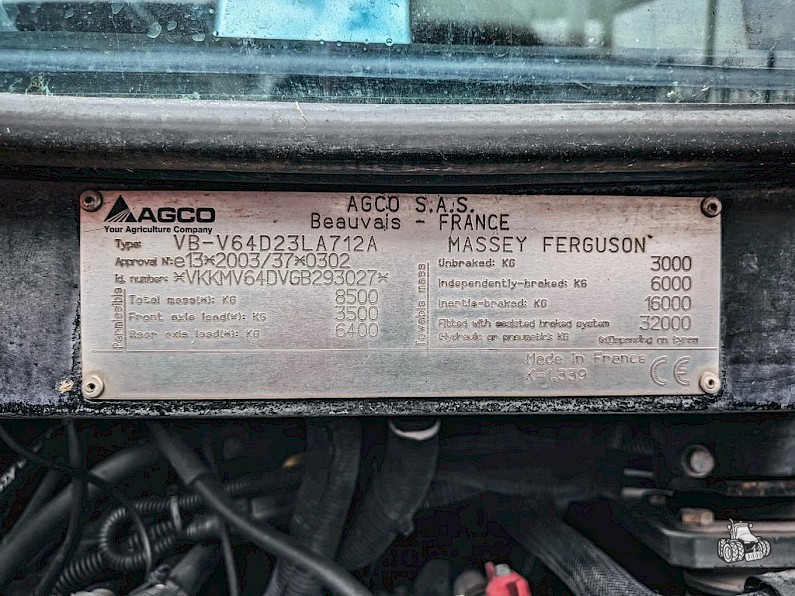 AGCO
Your Agriculture Company
AGCO S.A.S.
Beauvais - FRANCE
Type: VB-V64D23LA712A
MASSEY FERGUSON
Approval N: e13*2003/37*0302
Id. number: *VKKMV64DVGB293027*
Permissible
Total mass(*): KG 8500
Front axle load(*): KG 3500
Rear axle load(*): KG 6400
towable mass
Unbraked: KG 3000
Independently-braked: KG 6000
Inertia-braked: KG 16000
Fitted with assisted braked system 32000
(Hydraulic or pneumatic): KG
(*)Depending on tyres
Made in France
K=1.339
CE